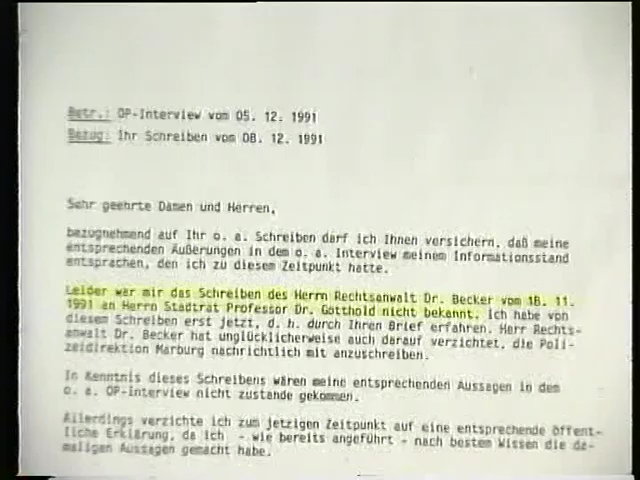 Betr.: OP-Interview vom 05. 12. 1991
Bezug: Ihr Schreiben vom 08. 12. 1991
Sehr geehrte Damen und Herren,
bezugnehmend auf Ihr o. a. Schreiben darf ich Ihnen versichern, daß meine
entsprechenden Äußerungen in dem o. a. Interview meinem Informationsstand
entsprachen, den ich zu diesem Zeitpunkt hatte.
Leider war mir das Schreiben des Herrn Rechtsanwalt Dr. Becker vom 18. 11.
1991 an Herrn Stadtrat Professor Dr. Gotthold nicht bekannt. Ich habe von
diesem Schreiben erst jetzt, d. h. durch Ihren Brief erfahren. Herr Rechts-
anwalt Dr. Becker hat unglücklicherweise auch darauf verzichtet, die Poli-
zeidirektion Marburg nachrichtlich mit anzuschreiben.
In Kenntnis dieses Schreibens wären meine entsprechenden Aussagen in dem
o. a. OP-Interview nicht zustande gekommen.
Allerdings verzichte ich zum jetzigen Zeitpunkt auf eine entsprechende öffent-
liche Erklärung, da ich - wie bereits angeführt - nach bestem Wissen die da-
maligen Aussagen gemacht habe.